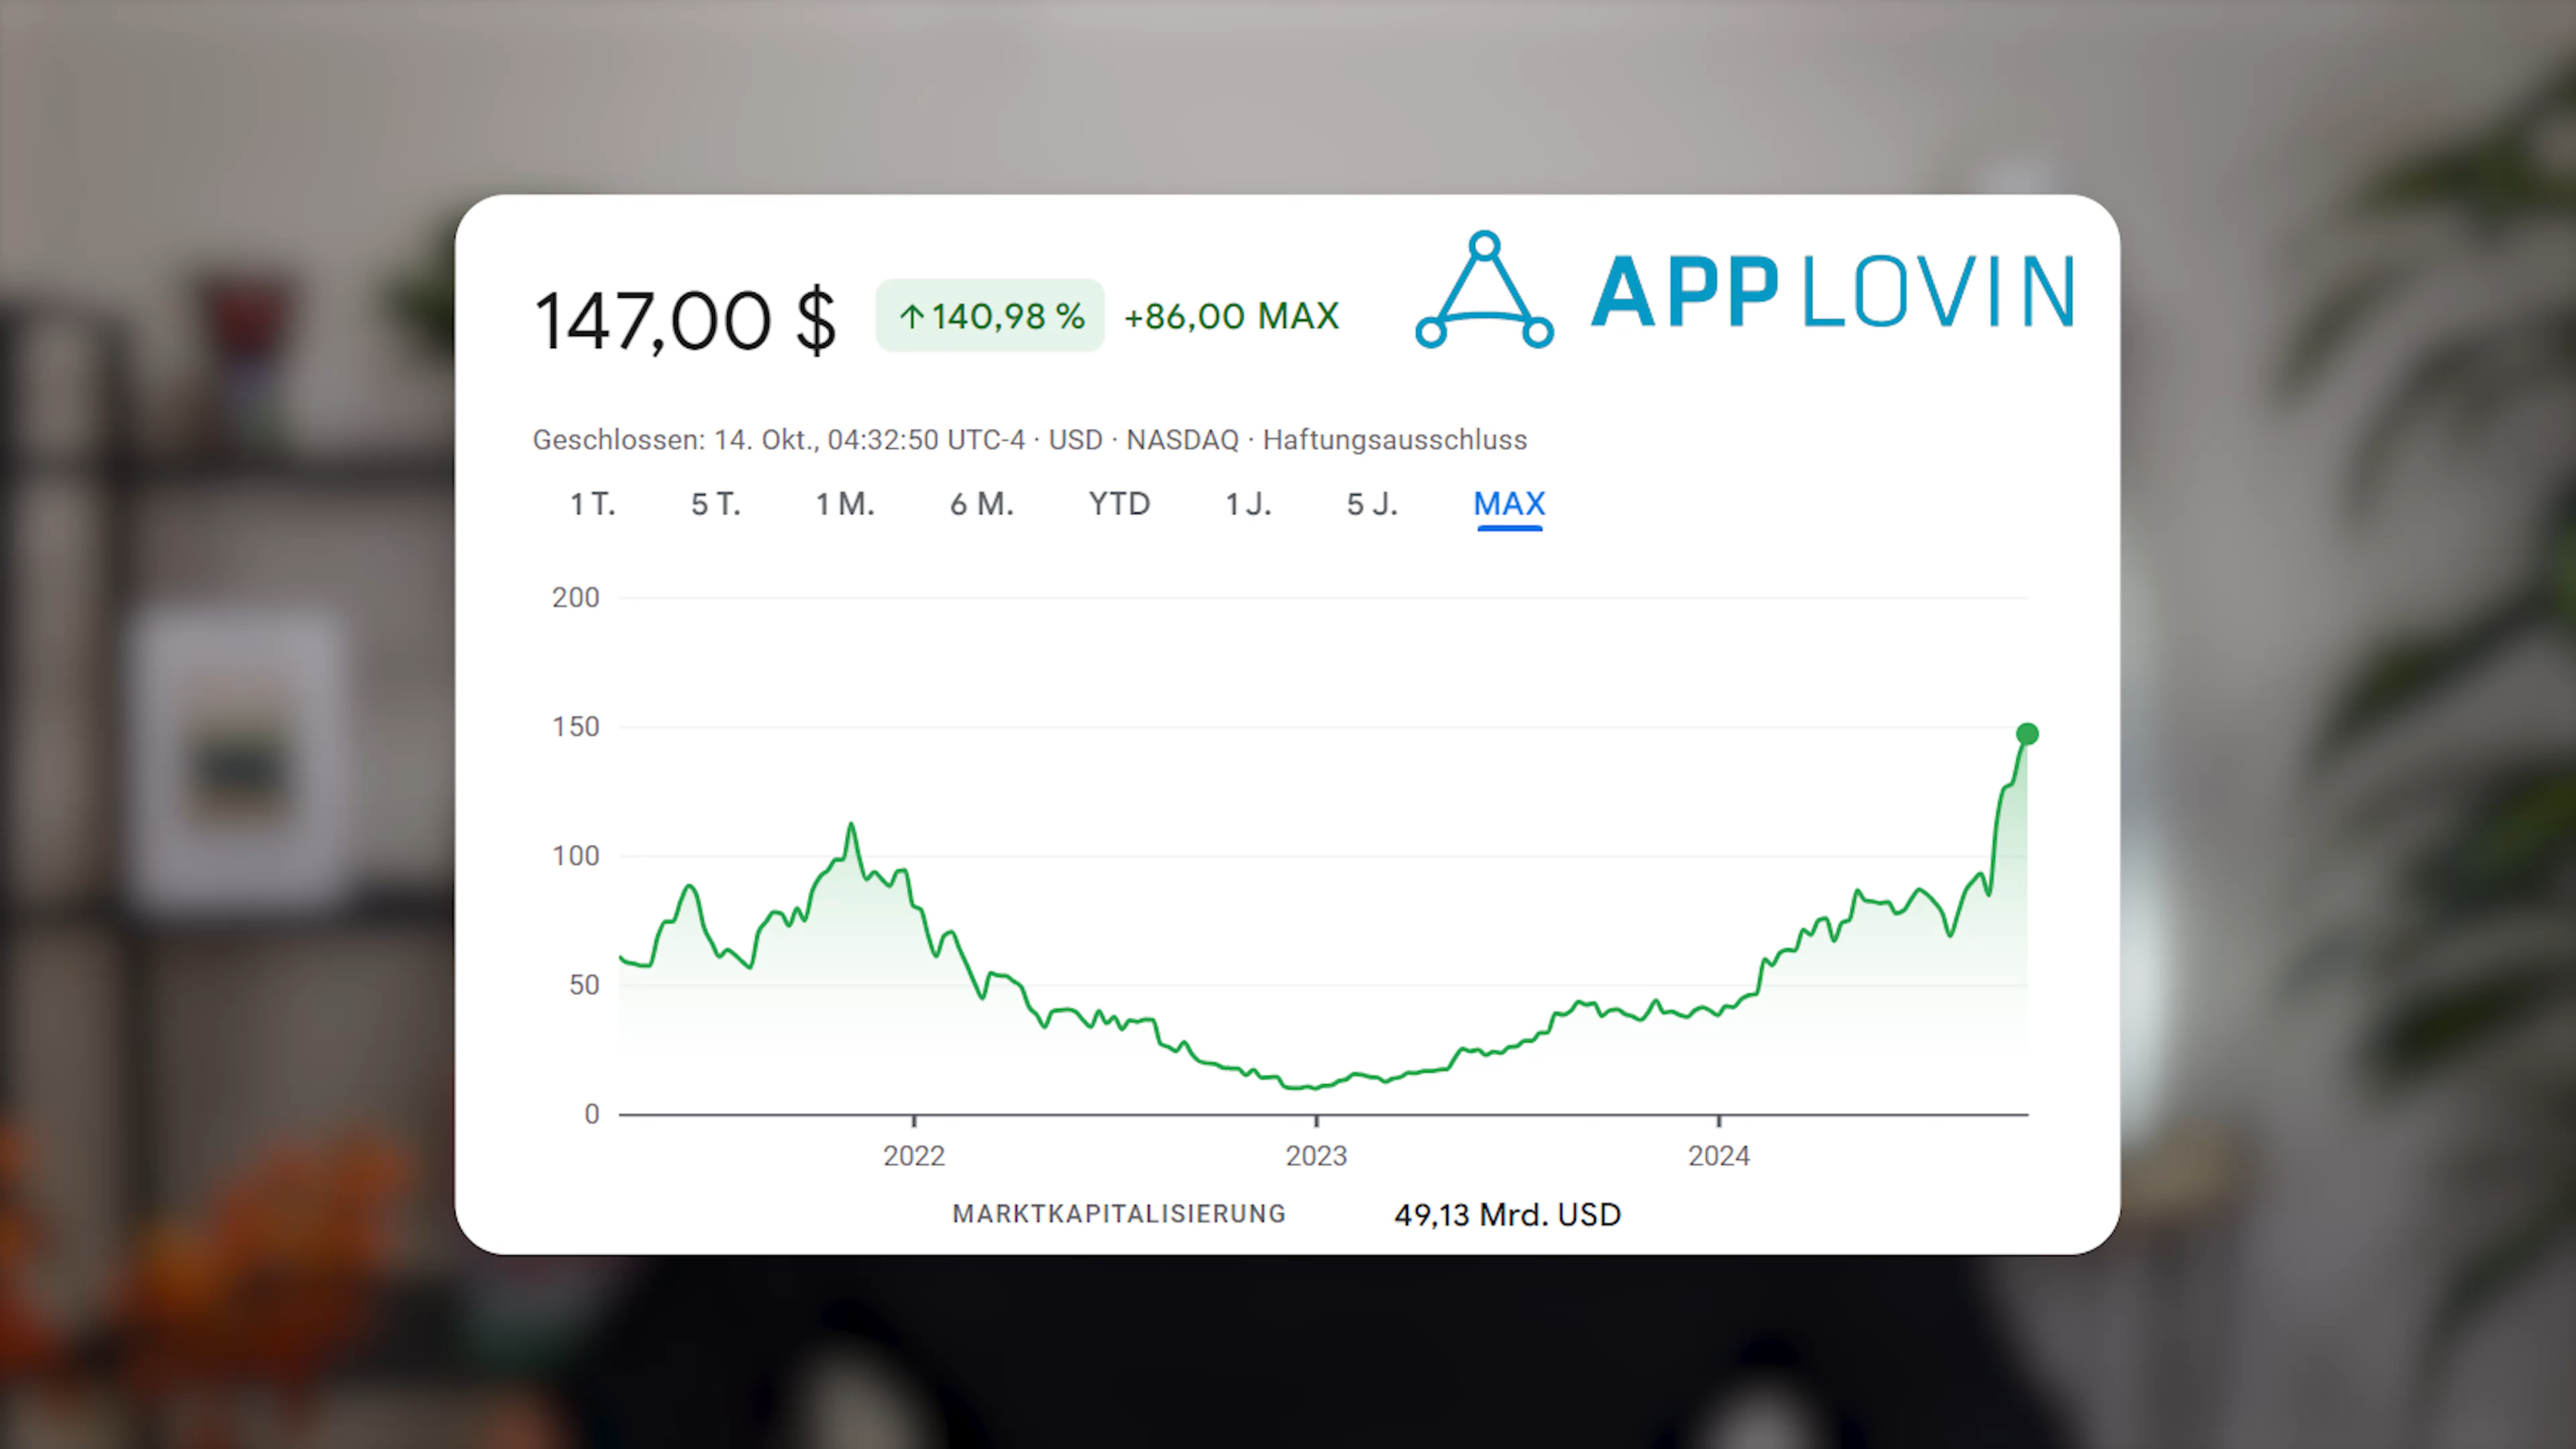 147,00 $ ↑ 140,98 % +86,00 MAX
APPLOVIN
Geschlossen: 14. Okt., 04:32:50 UTC-4 · USD · NASDAQ · Haftungsausschluss
1 T. 5 T. 1 M. 6 M. YTD 1 J. 5 J. MAX
200
150
100
50
0
2022 2023 2024
MARKTKAPITALISIERUNG 49,13 Mrd. USD